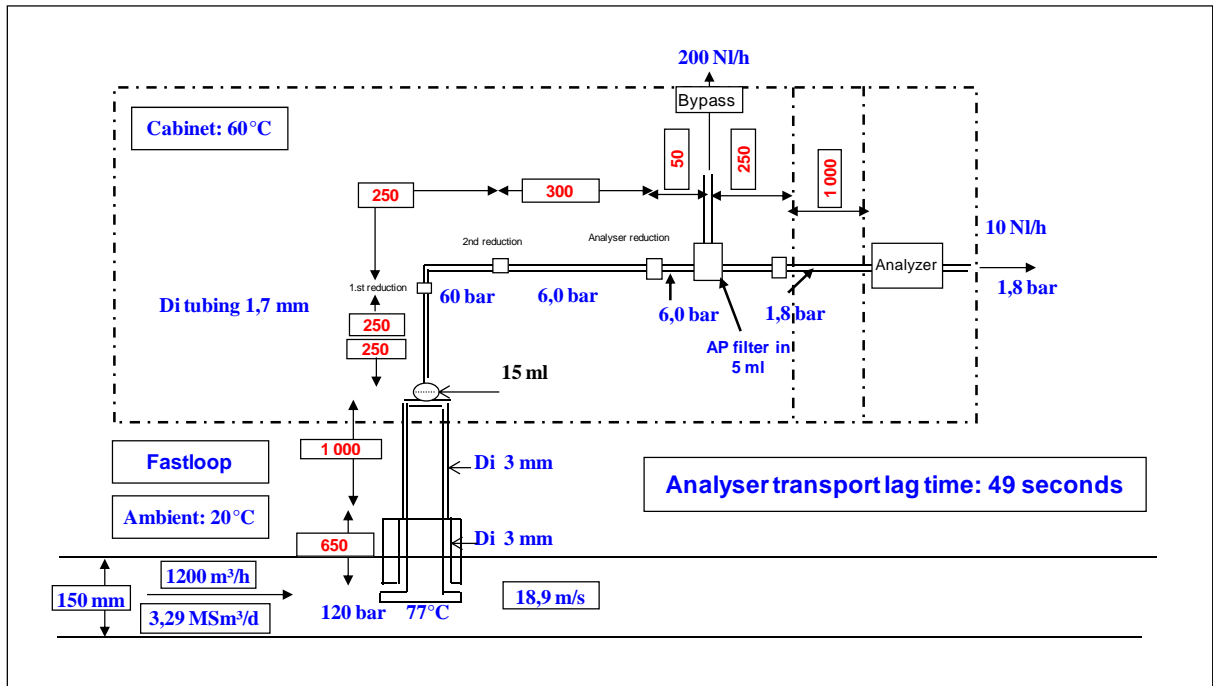 200 Nl/h
Bypass
Cabinet: 60°C
50
250
1 000
250
300
10 Nl/h
2nd reduction
Analyser reduction
Analyzer
1.st reduction
Di tubing 1,7 mm
60 bar
6,0 bar
6,0 bar
1,8 bar
1,8 bar
250
250
AP filter in
5 ml
15 ml
1 000
Fastloop
Di 3 mm
Analyser transport lag time: 49 seconds
Ambient: 20°C
650
Di 3 mm
1200 m³/h
150 mm
18,9 m/s
3,29 MSm³/d
120 bar
77°C